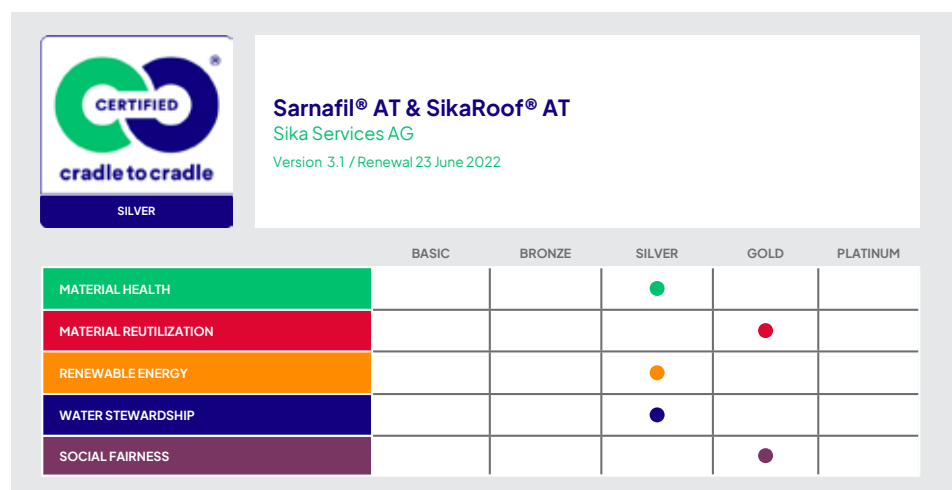 ®
CERTIFIED
cradle to cradle
SILVER
Sarnafil® AT & SikaRoof® AT
Sika Services AG
Version 3.1 / Renewal 23 June 2022
BASIC BRONZE SILVER GOLD PLATINUM
MATERIAL HEALTH
MATERIAL REUTILIZATION
RENEWABLE ENERGY
WATER STEWARDSHIP
SOCIAL FAIRNESS